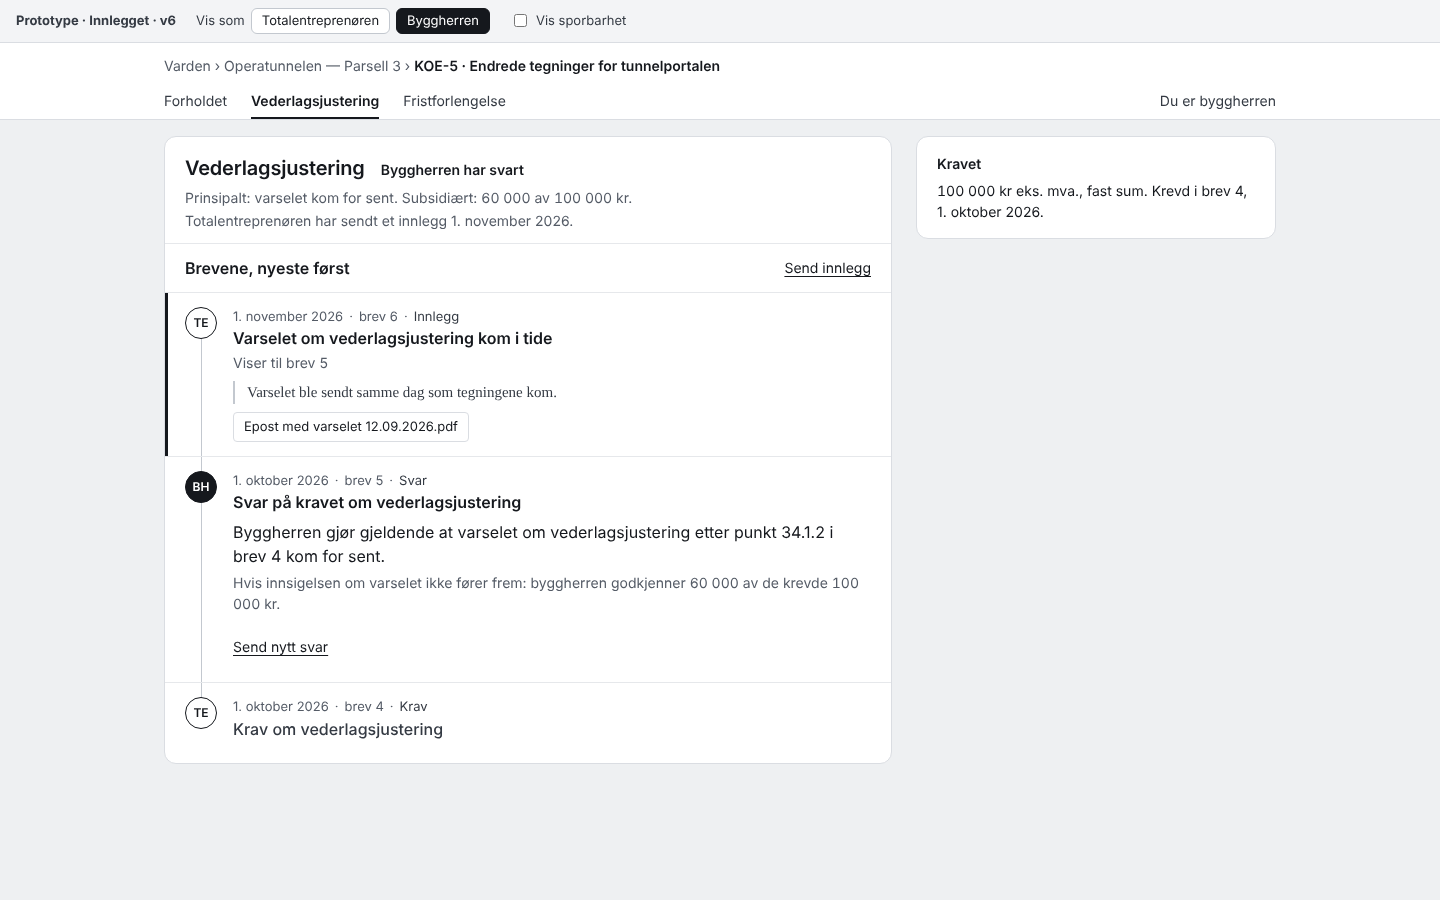 Prototype · Innlegget · v6
Vis som
Totalentreprenøren
Byggherren
Vis sporbarhet
Varden › Operatunnelen — Parsell 3 › KOE-5 · Endrede tegninger for tunnelportalen
Forholdet
Vederlagsjustering
Fristforlengelse
Du er byggherren
Vederlagsjustering
Byggherren har svart
Prinsipalt: varselet kom for sent. Subsidiært: 60 000 av 100 000 kr.
Totalentreprenøren har sendt et innlegg 1. november 2026.
Brevene, nyeste først
Send innlegg
TE
1. november 2026 · brev 6 · Innlegg
Varselet om vederlagsjustering kom i tide
Viser til brev 5
Varselet ble sendt samme dag som tegningene kom.
Epost med varselet 12.09.2026.pdf
BH
1. oktober 2026 · brev 5 · Svar
Svar på kravet om vederlagsjustering
Byggherren gjør gjeldende at varselet om vederlagsjustering etter punkt 34.1.2 i
brev 4 kom for sent.
Hvis innsigelsen om varselet ikke fører frem: byggherren godkjenner 60 000 av de krevde 100
000 kr.
Send nytt svar
TE
1. oktober 2026 · brev 4 · Krav
Krav om vederlagsjustering
Kravet
100 000 kr eks. mva., fast sum. Krevd i brev 4,
1. oktober 2026.